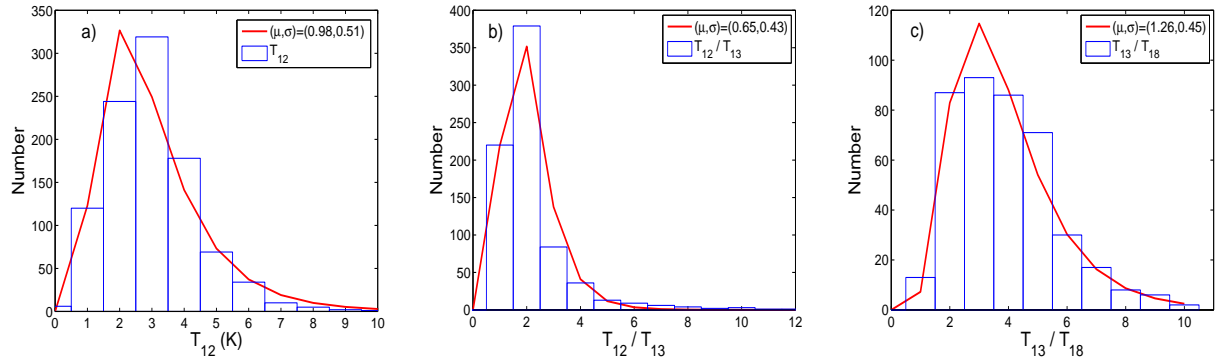 a)
(μ,σ)=(0.98,0.51)
T12
350
300
250
200
150
100
50
0
Number
0 1 2 3 4 5 6 7 8 9 10
T12 (K)
b)
(μ,σ)=(0.65,0.43)
T12 / T13
400
350
300
250
200
150
100
50
0
Number
0 2 4 6 8 10 12
T12 / T13
c)
(μ,σ)=(1.26,0.45)
T13 / T18
120
100
80
60
40
20
0
Number
0 2 4 6 8 10
T13 / T18